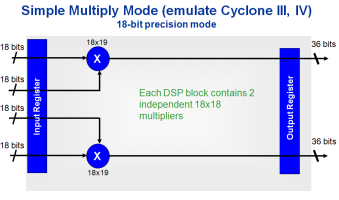 Simple Multiply Mode (emulate Cyclone III, IV)
18-bit precision mode
18 bits
18x19
36 bits
X
18 bits
Input Register
Each DSP block contains 2
independent 18x18
multipliers
Output Register
18 bits
18 bits
X
36 bits
18x19